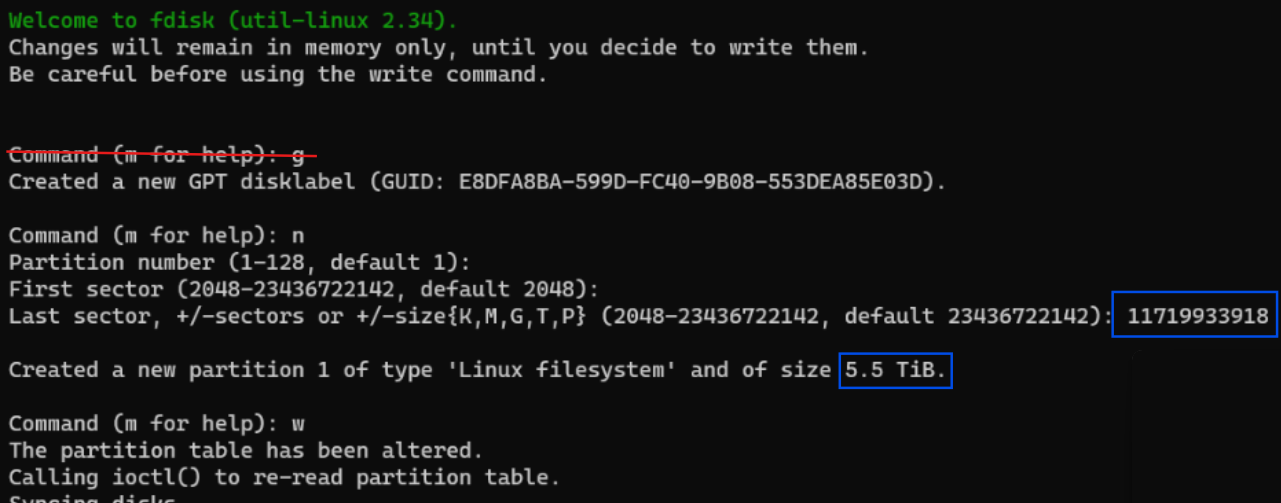 Welcome to fdisk (util-linux 2.34).
Changes will remain in memory only, until you decide to write them.
Be careful before using the write command.
Command (m for help): g
Created a new GPT disklabel (GUID: E8DFA8BA-599D-FC40-9B08-553DEA85E03D).
Command (m for help): n
Partition number (1-128, default 1):
First sector (2048-23436722142, default 2048):
Last sector, +/-sectors or +/-size{K,M,G,T,P} (2048-23436722142, default 23436722142): 11719933918
Created a new partition 1 of type 'Linux filesystem' and of size 5.5 TiB.
Command (m for help): w
The partition table has been altered.
Calling ioctl() to re-read partition table.
Syncing disks.